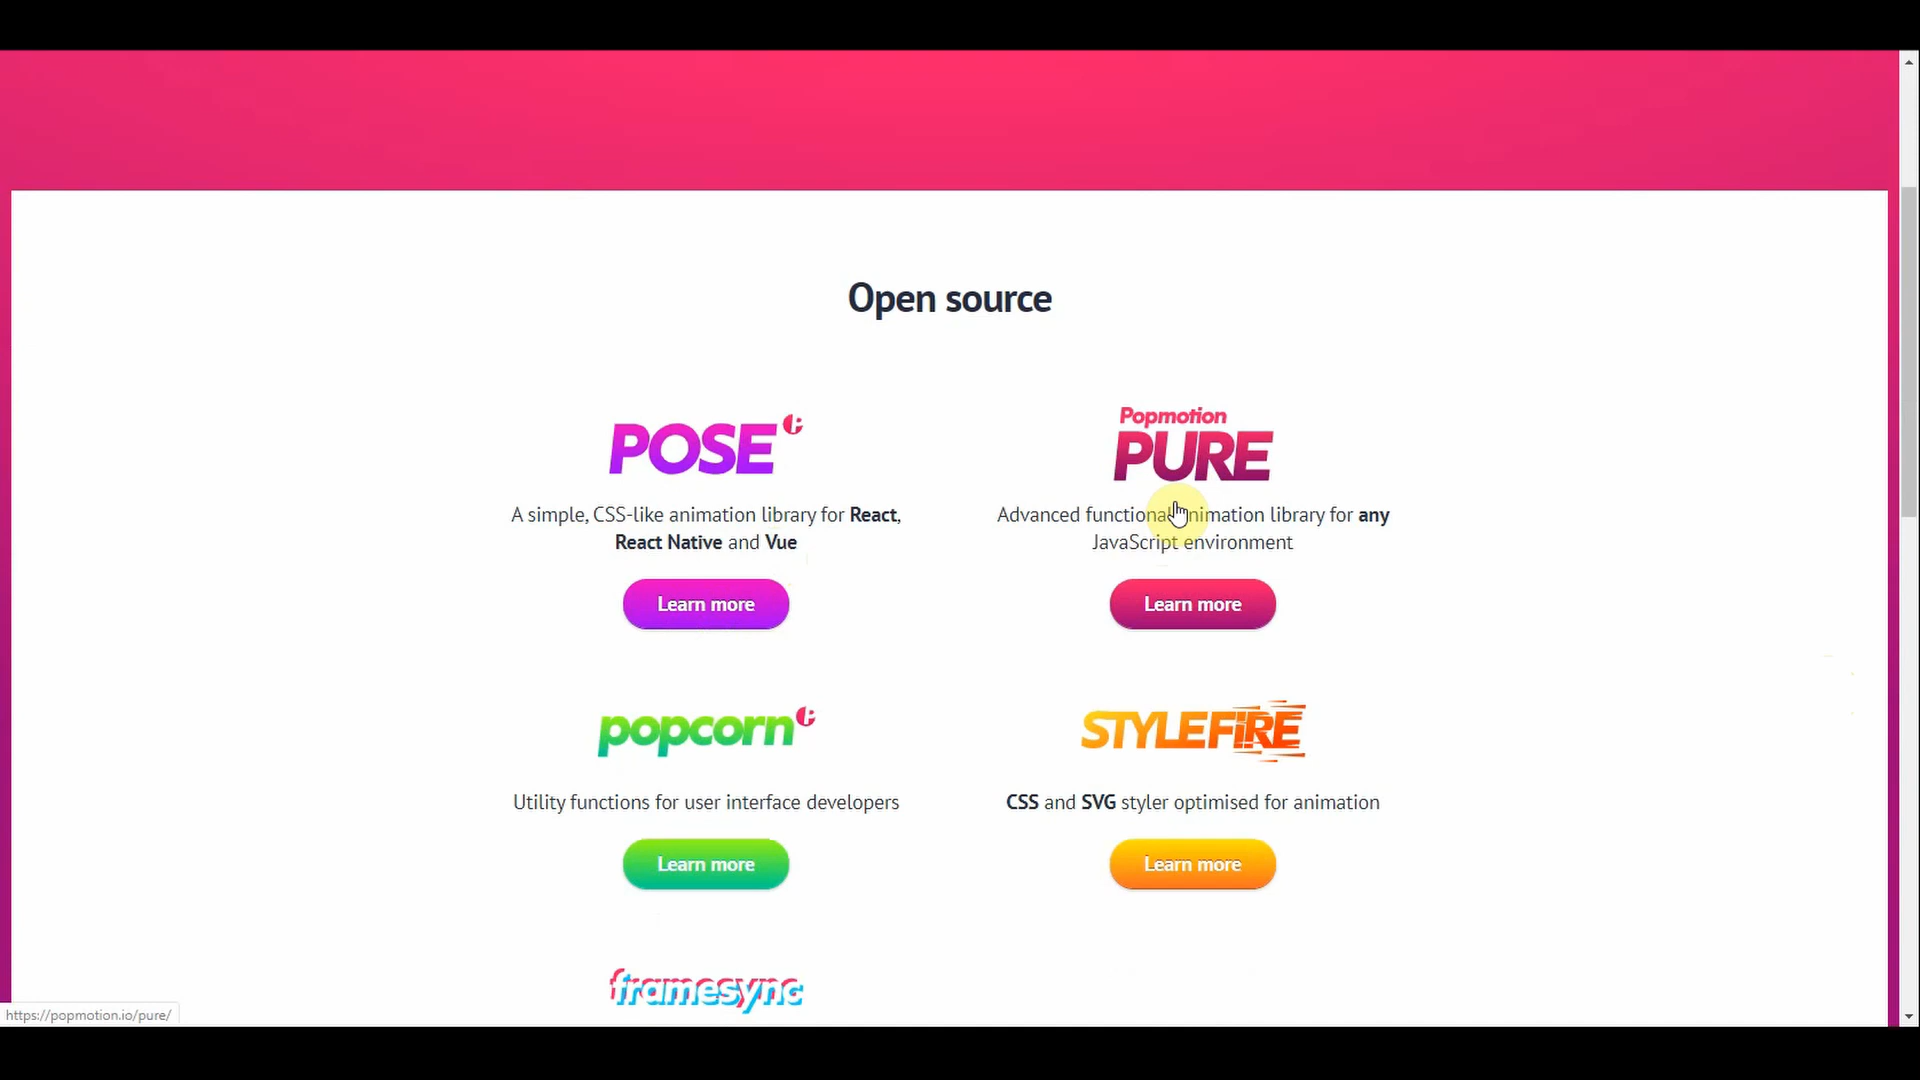 Open source
POSE
Popmotion
PURE
A simple, CSS-like animation library for React,
React Native and Vue
Advanced functional animation library for any
JavaScript environment
Learn more
Learn more
popcorn
STYLEFIRE
Utility functions for user interface developers
CSS and SVG styler optimised for animation
Learn more
Learn more
framesync
https://popmotion.io/pure/